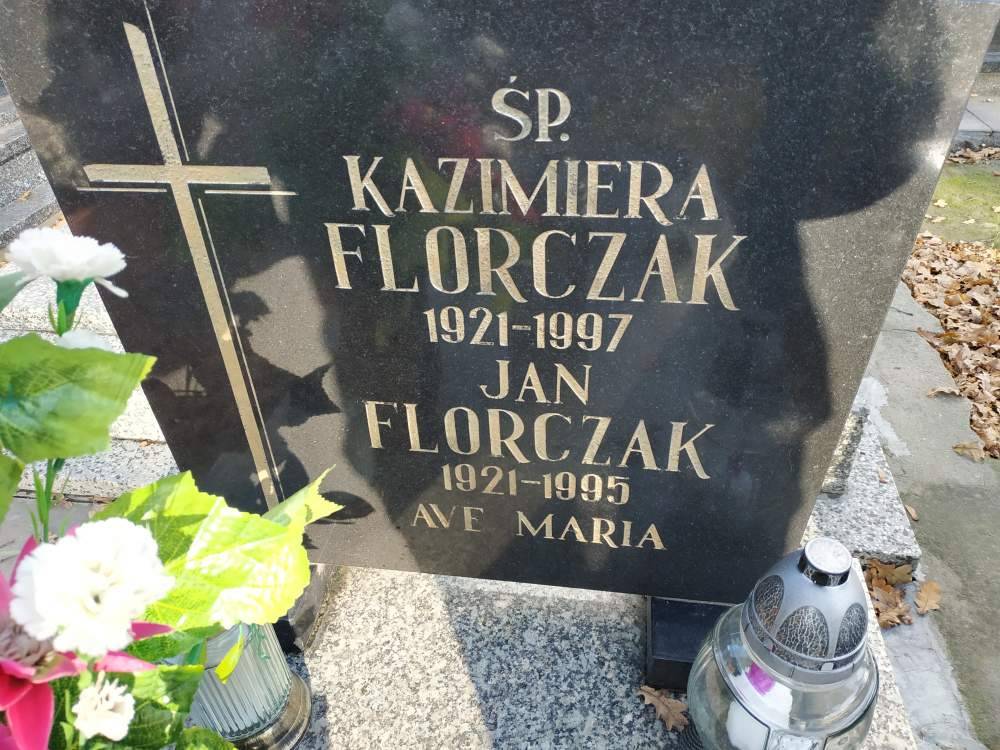 ŚP.
KAZIMIERA
FLORCZAK
1921-1997
JAN
FLORCZAK
1921-1995
AVE MARIA